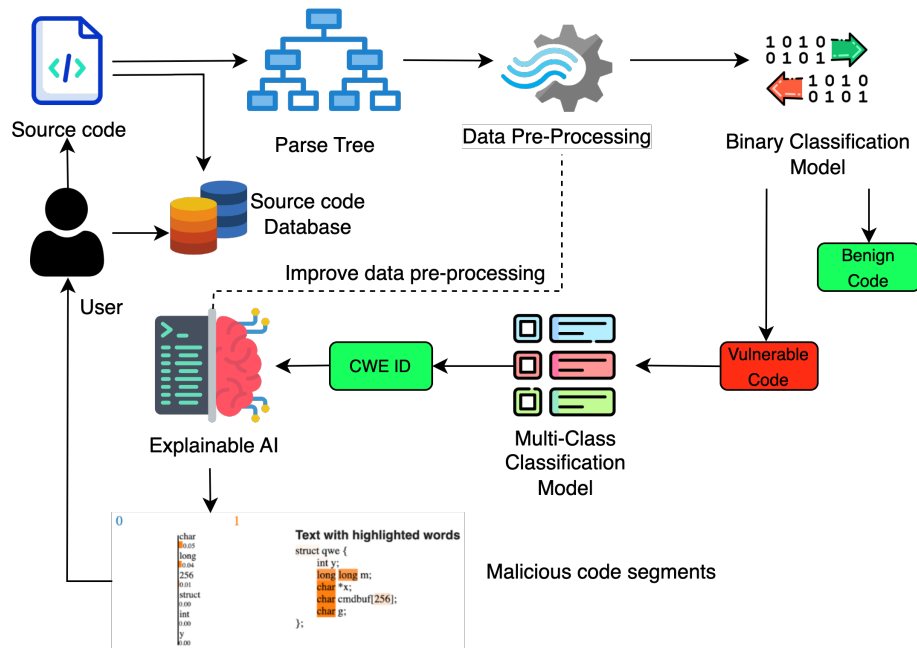 1 0 1 0
0 1 0 1
1 0 1 0
0 1 0 1
</>
Source code
Parse Tree
Data Pre-Processing
Binary Classification
Model
Source code
Database
Benign
Code
Improve data pre-processing
User
Vulnerable
Code
CWE ID
Multi-Class
Classification
Model
Explainable AI
0
1
char
0.05
long
0.04
256
0.01
struct
0.00
int
0.00
y
0.00
Text with highlighted words
struct qwe {
int y;
long long m;
char *x;
char cmdbuf[256];
char g;
};
Malicious code segments